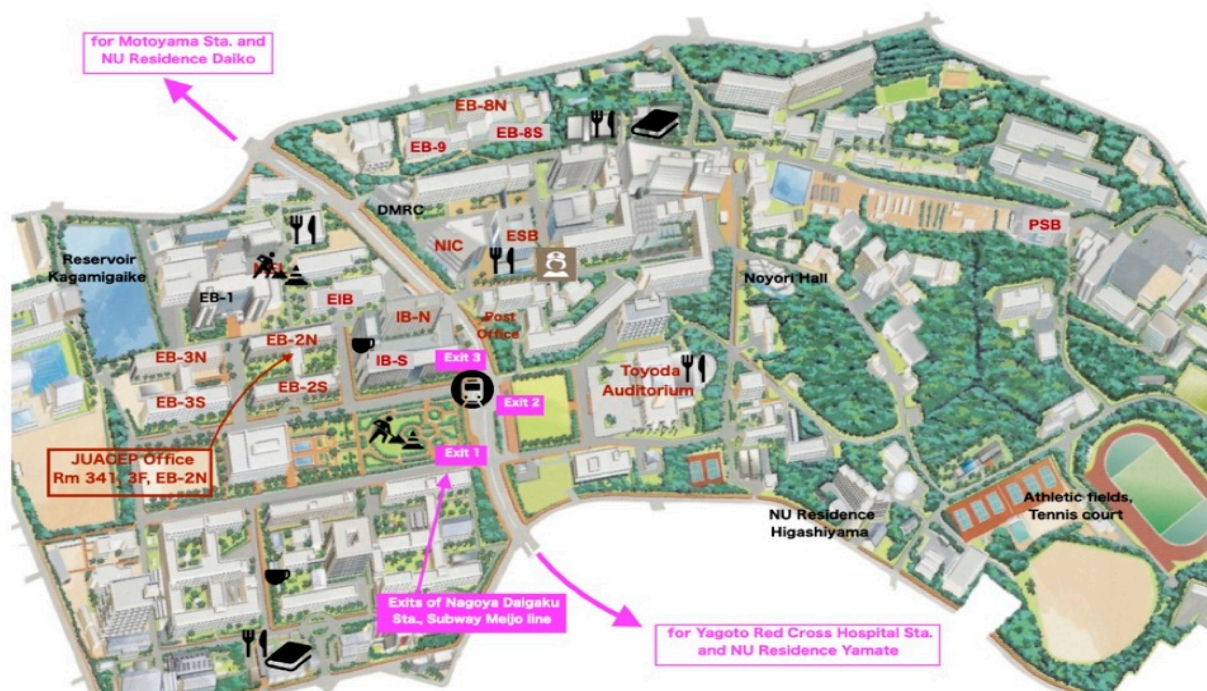 for Motoyama Sta. and
NU Residence Daiko
EB-8N
EB-8S
EB-9
DMRC
NIC
ESB
PSB
Reservoir
Kagamigaike
EB-1
EIB
Noyori Hall
IB-N
Post
Office
EB-2N
IB-S
Exit 3
EB-3N
EB-2S
Exit 2
Toyoda
Auditorium
EB-3S
Exit 1
JUACEP Office
Rm 341, 3F, EB-2N
NU Residence
Higashiyama
Athletic fields,
Tennis court
Exits of Nagoya Daigaku
Sta., Subway Meijo line
for Yagoto Red Cross Hospital Sta.
and NU Residence Yamate